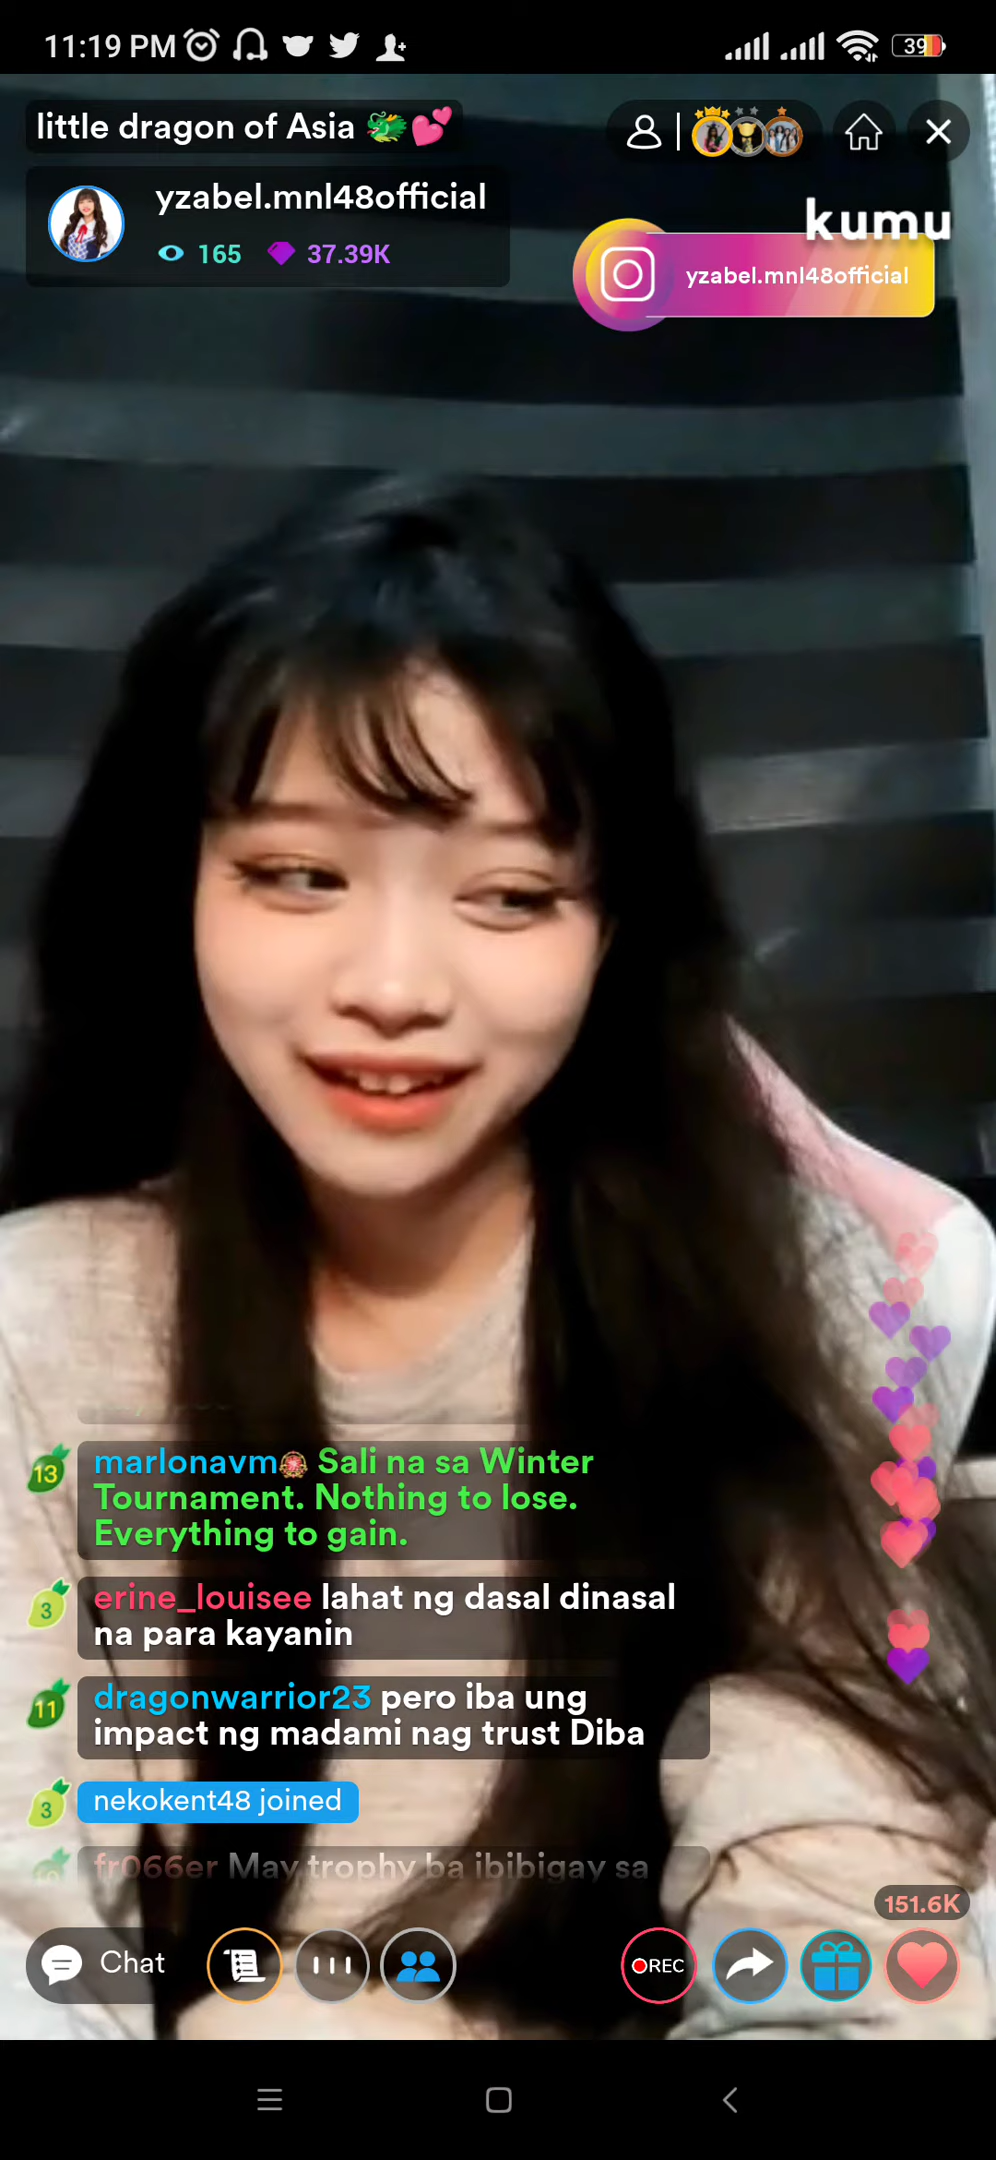 11:19 PM
39
little dragon of Asia 🐲💕
yzabel.mnl48official
165 37.39K
kumu
yzabel.mnl48official
13 marlonavm Sali na sa Winter
Tournament. Nothing to lose.
Everything to gain.
3 erine_louisee lahat ng dasal dinasal
na para kayanin
11 dragonwarrior23 pero iba ung
impact ng madami nag trust Diba
3 nekokent48 joined
fr066er May trophy ba ibibigay sa
151.6K
Chat
REC